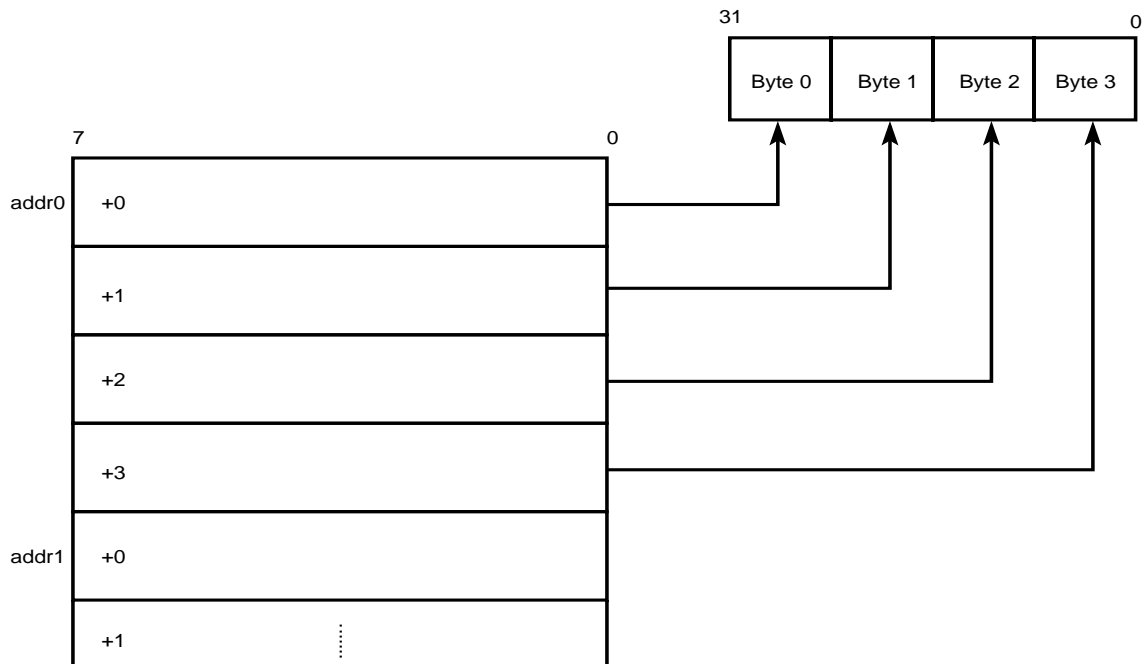 31 0
Byte 0 Byte 1 Byte 2 Byte 3
7 0
addr0 +0
+1
+2
+3
addr1 +0
+1